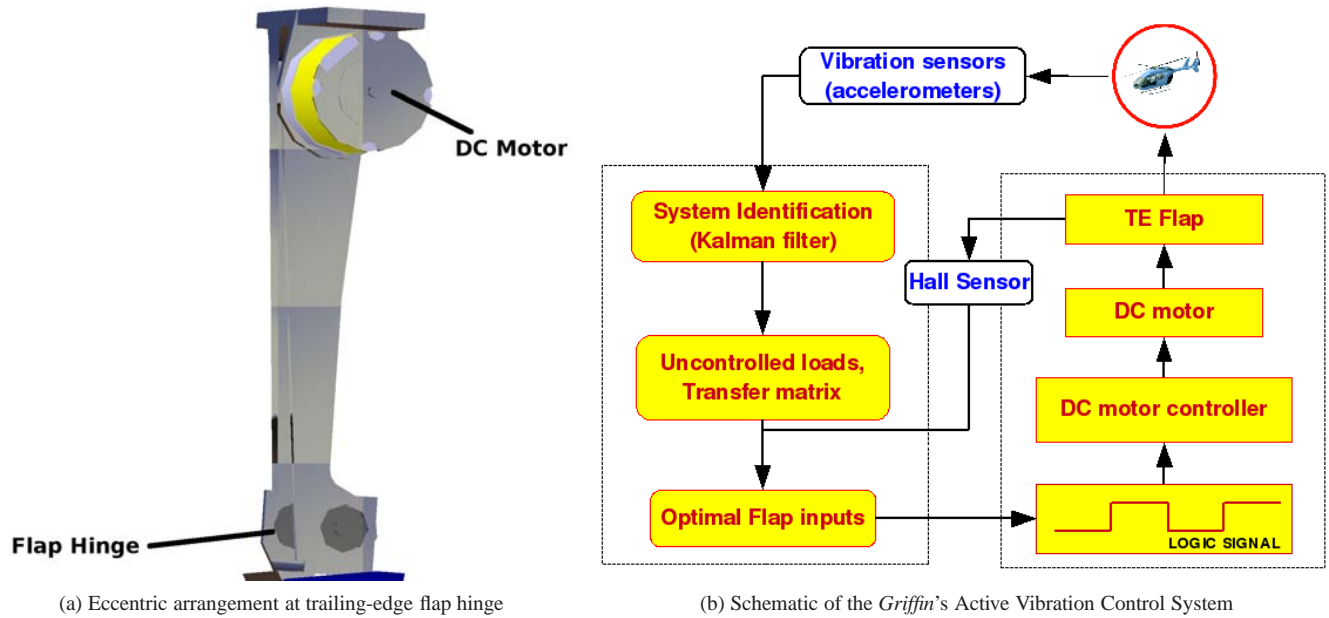 DC Motor
Flap Hinge
(a) Eccentric arrangement at trailing-edge flap hinge
Vibration sensors
(accelerometers)
System Identification
(Kalman filter)
Uncontrolled loads,
Transfer matrix
Optimal Flap inputs
Hall Sensor
TE Flap
DC motor
DC motor controller
LOGIC SIGNAL
(b) Schematic of the Griffin's Active Vibration Control System